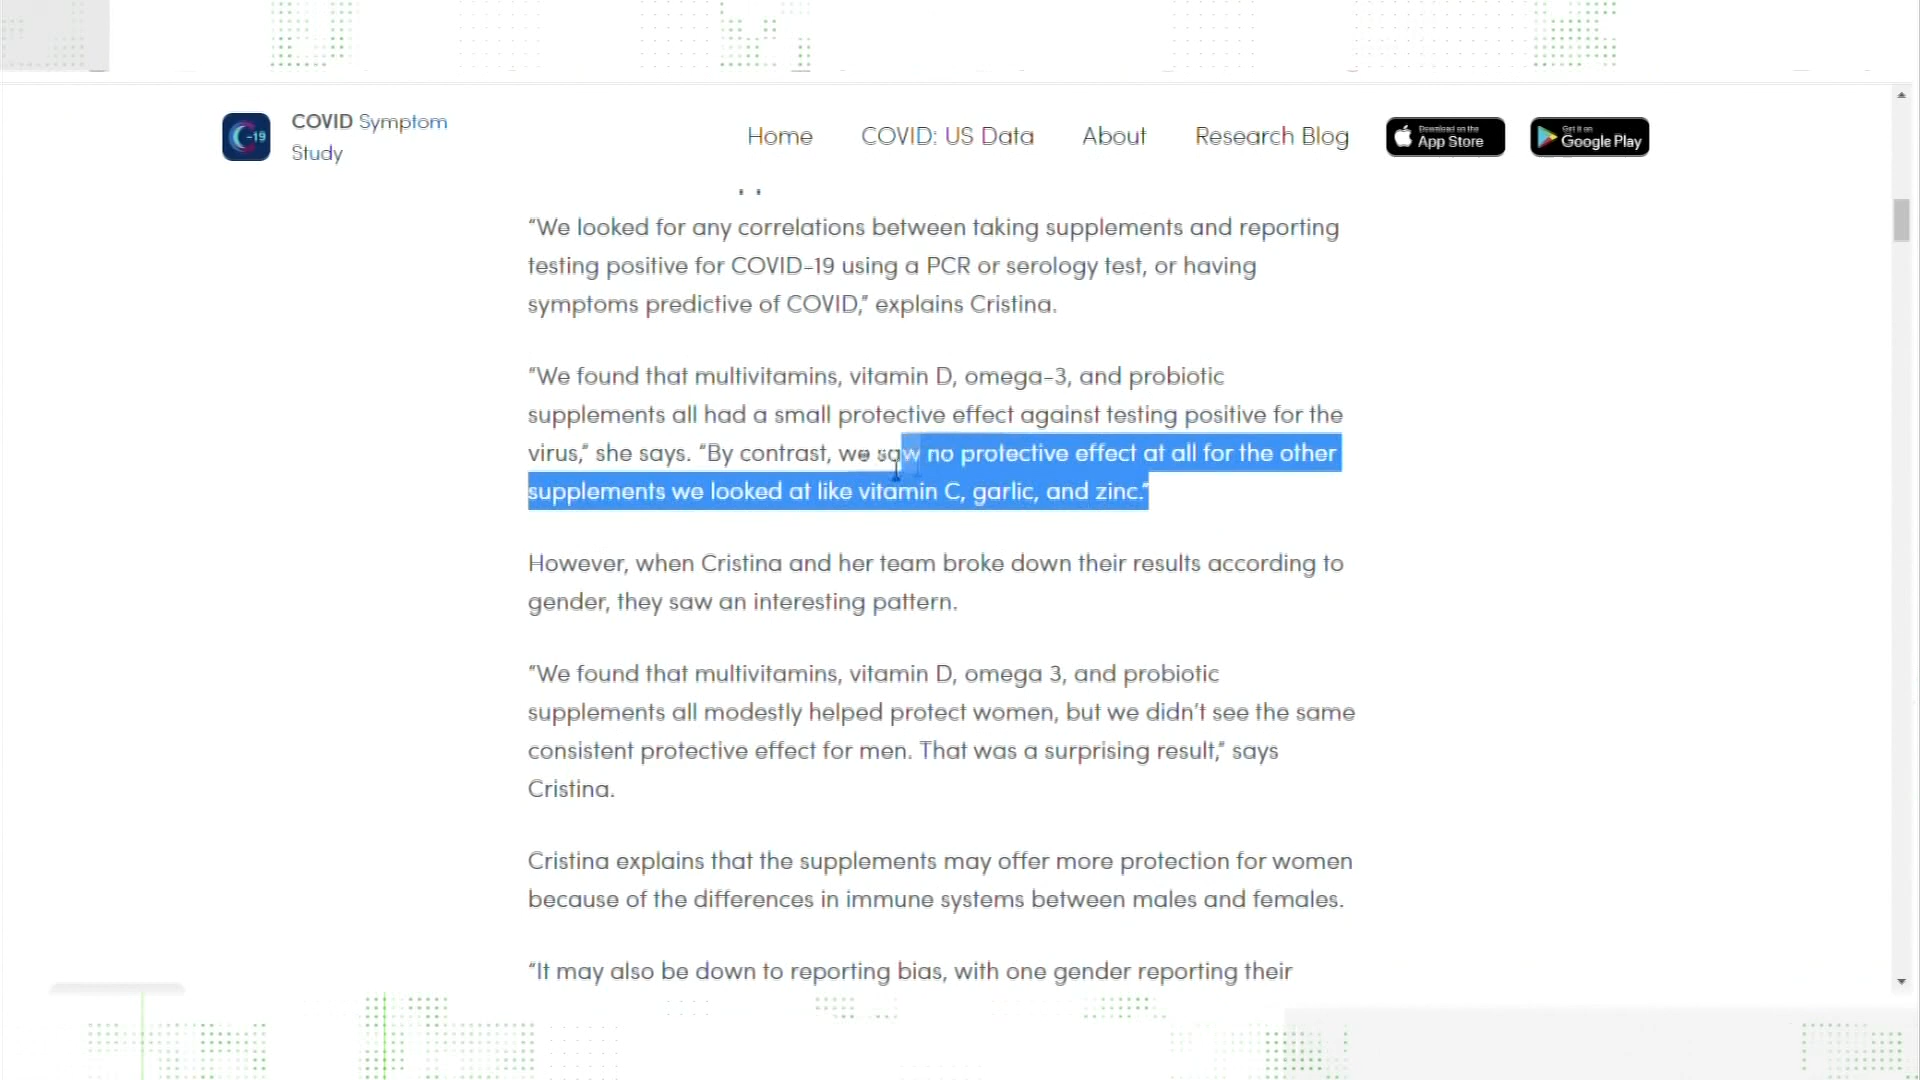 COVID Symptom
Study
Home
COVID: US Data
About
Research Blog
Download on the
App Store
Get it on
Google Play
C-19
“We looked for any correlations between taking supplements and reporting
testing positive for COVID-19 using a PCR or serology test, or having
symptoms predictive of COVID,” explains Cristina.
“We found that multivitamins, vitamin D, omega-3, and probiotic
supplements all had a small protective effect against testing positive for the
virus,” she says. “By contrast, we saw no protective effect at all for the other
supplements we looked at like vitamin C, garlic, and zinc.”
However, when Cristina and her team broke down their results according to
gender, they saw an interesting pattern.
“We found that multivitamins, vitamin D, omega 3, and probiotic
supplements all modestly helped protect women, but we didn’t see the same
consistent protective effect for men. That was a surprising result,” says
Cristina.
Cristina explains that the supplements may offer more protection for women
because of the differences in immune systems between males and females.
“It may also be down to reporting bias, with one gender reporting their